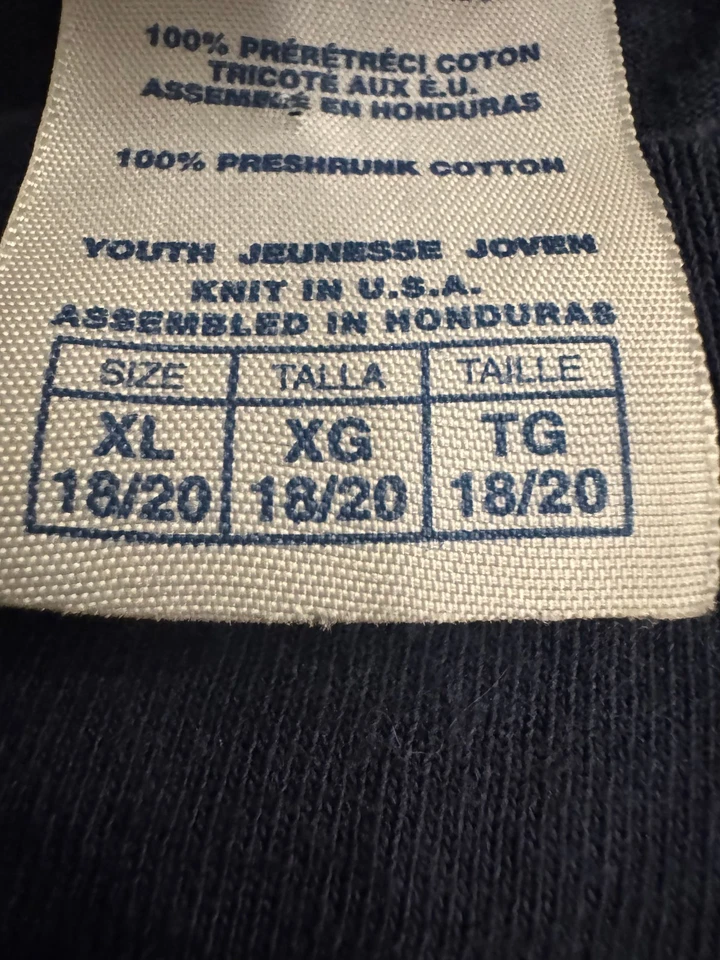 100% PRÉRÉTRÉCI COTON
TRICOTÉ AUX É.U.
ASSEMBLÉ EN HONDURAS
100% PRESHRUNK COTTON
YOUTH JEUNESSE JOVEN
KNIT IN U.S.A.
ASSEMBLED IN HONDURAS
SIZE TALLA TAILLE
XL XG TG
18/20 18/20 18/20